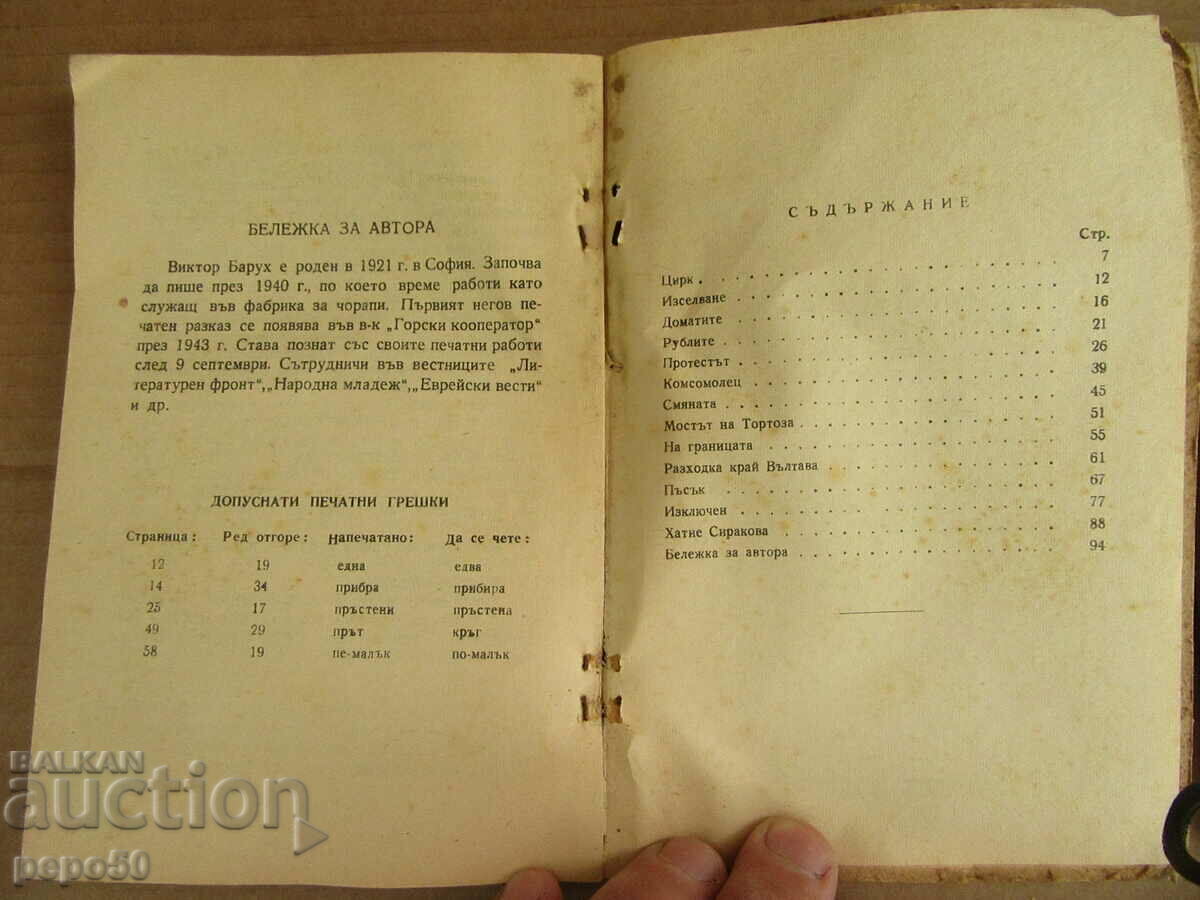 БЕЛЕЖКА ЗА АВТОРА
Виктор Барух е роден в 1921 г. в София. Започва
да пише през 1940 г., по което време работи като
служащ във фабрика за чорапи. Първият негов пе-
чатен разказ се появява във в-к „Горски кооператор“
през 1943 г. Става познат със своите печатни работи
след 9 септември. Сътрудничи във вестниците „Ли-
тературен фронт“, „Народна младеж“, „Еврейски вести“
и др.
ДОПУСНАТИ ПЕЧАТНИ ГРЕШКИ
Страница: Ред отгоре: Напечатано: Да се чете:
12 19 една едва
14 34 прибра прибира
25 17 пръстени пръстена
49 29 прът кръг
58 19 пе-малък по-малък
СЪДЪРЖАНИЕ
Стр.
Цирк 7
Изселване 12
Доматите 16
Рублите 21
Протестът 26
Комсомолец 39
Смяната 45
Мостът на Тортоза 51
На границата 55
Разходка край Вълтава 61
Пъсък 67
Изключен 77
Хатие Сиракова 88
Бележка за автора 94
BALKAN
auction
pepo50